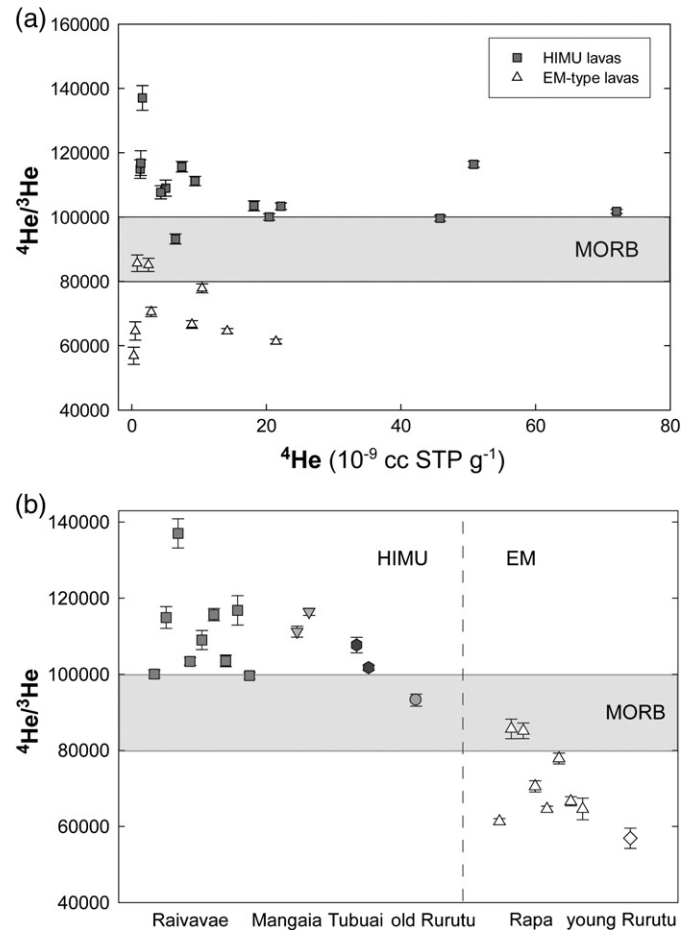 (a)
160000
140000
120000
100000
80000
60000
40000
⁴He/³He
HIMU lavas
EM-type lavas
MORB
0 20 40 60 80
⁴He (10⁻⁹ cc STP g⁻¹)
(b)
140000
120000
100000
80000
60000
40000
⁴He/³He
HIMU EM
MORB
Raivavae Mangaia Tubuai old Rurutu Rapa young Rurutu